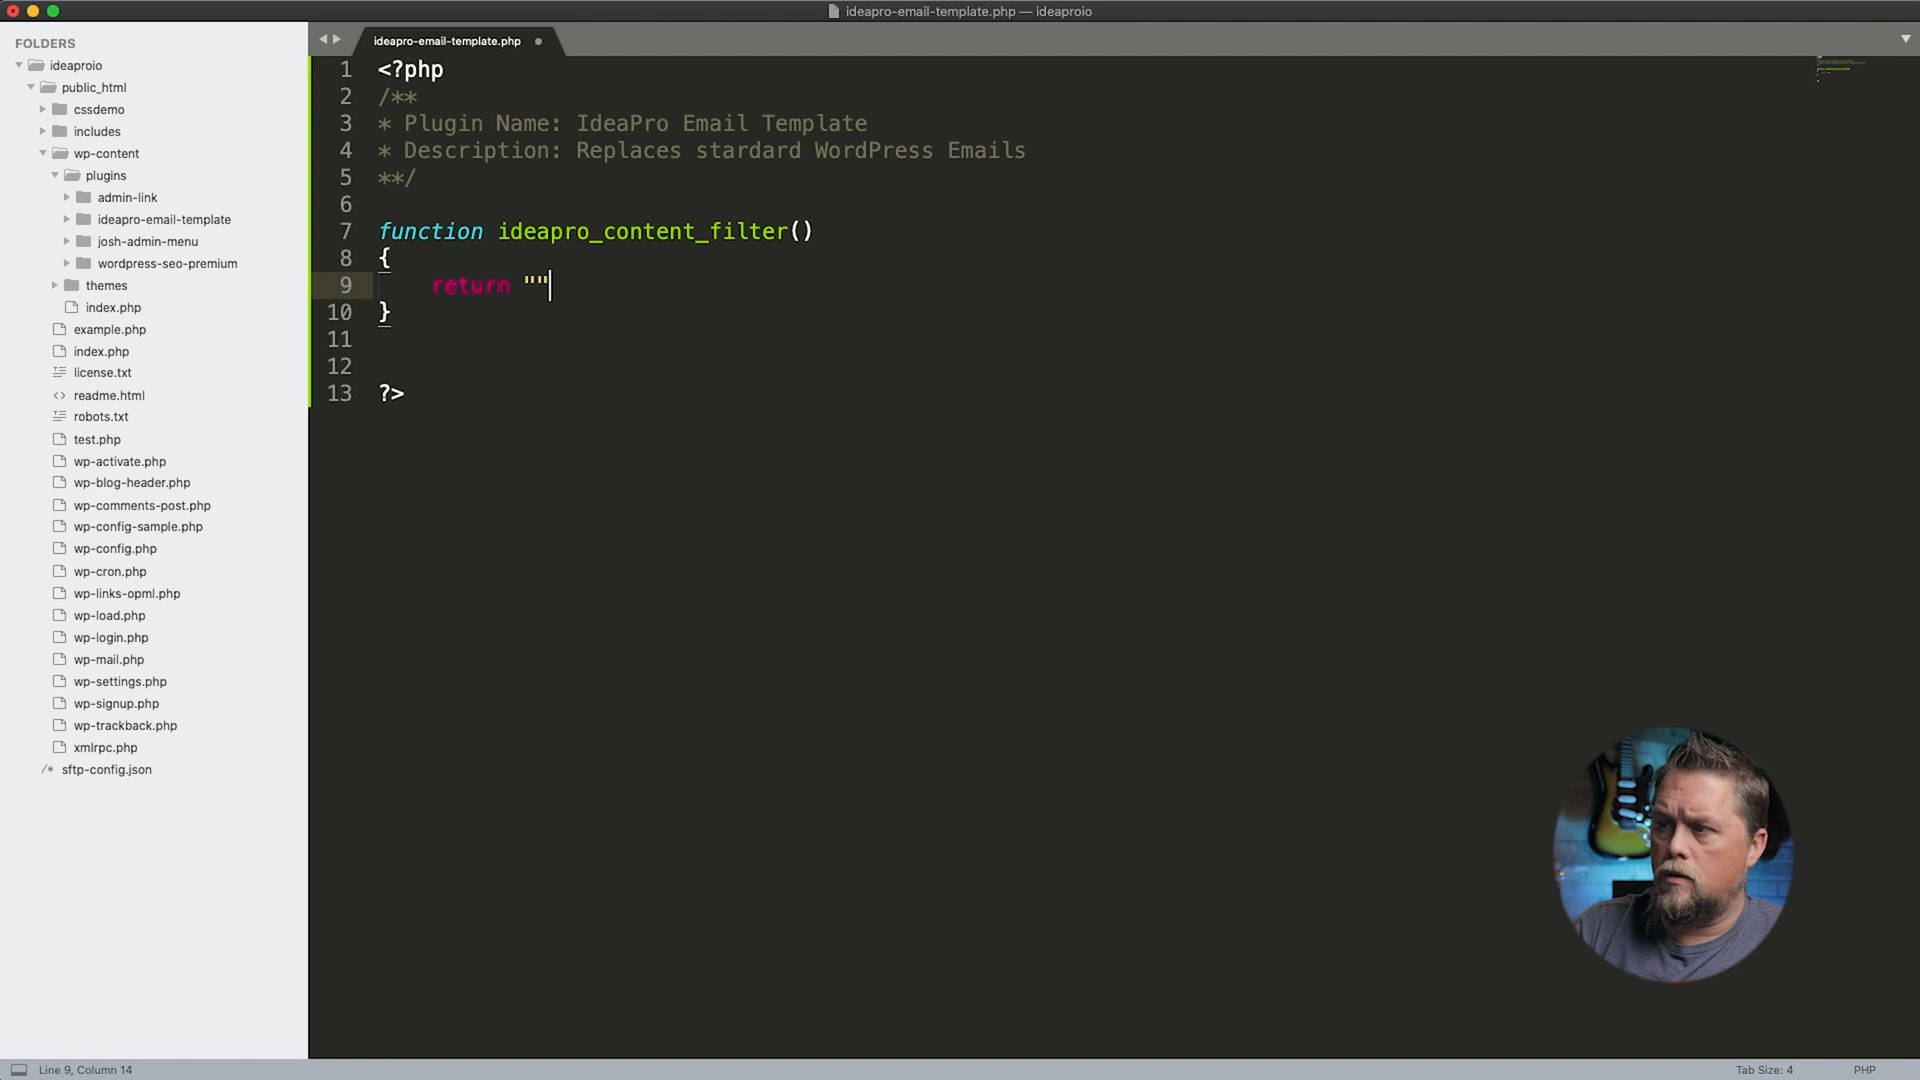 ideapro-email-template.php — ideaproio
FOLDERS
ideaproio
public_html
cssdemo
includes
wp-content
plugins
admin-link
ideapro-email-template
josh-admin-menu
wordpress-seo-premium
themes
index.php
example.php
index.php
license.txt
<> readme.html
robots.txt
test.php
wp-activate.php
wp-blog-header.php
wp-comments-post.php
wp-config-sample.php
wp-config.php
wp-cron.php
wp-links-opml.php
wp-load.php
wp-login.php
wp-mail.php
wp-settings.php
wp-signup.php
wp-trackback.php
xmlrpc.php
/* sftp-config.json
ideapro-email-template.php
1 <?php
2 /**
3 * Plugin Name: IdeaPro Email Template
4 * Description: Replaces stardard WordPress Emails
5 **/
6
7 function ideapro_content_filter()
8 {
9 return ""
10 }
11
12
13 ?>
Line 9, Column 14
Tab Size: 4
PHP